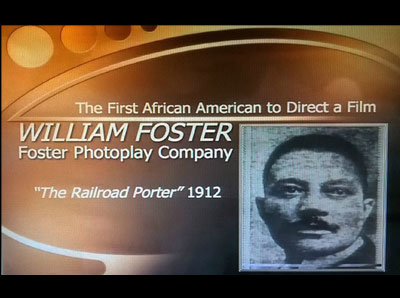 The First African American to Direct a Film
WILLIAM FOSTER
Foster Photoplay Company
“The Railroad Porter” 1912